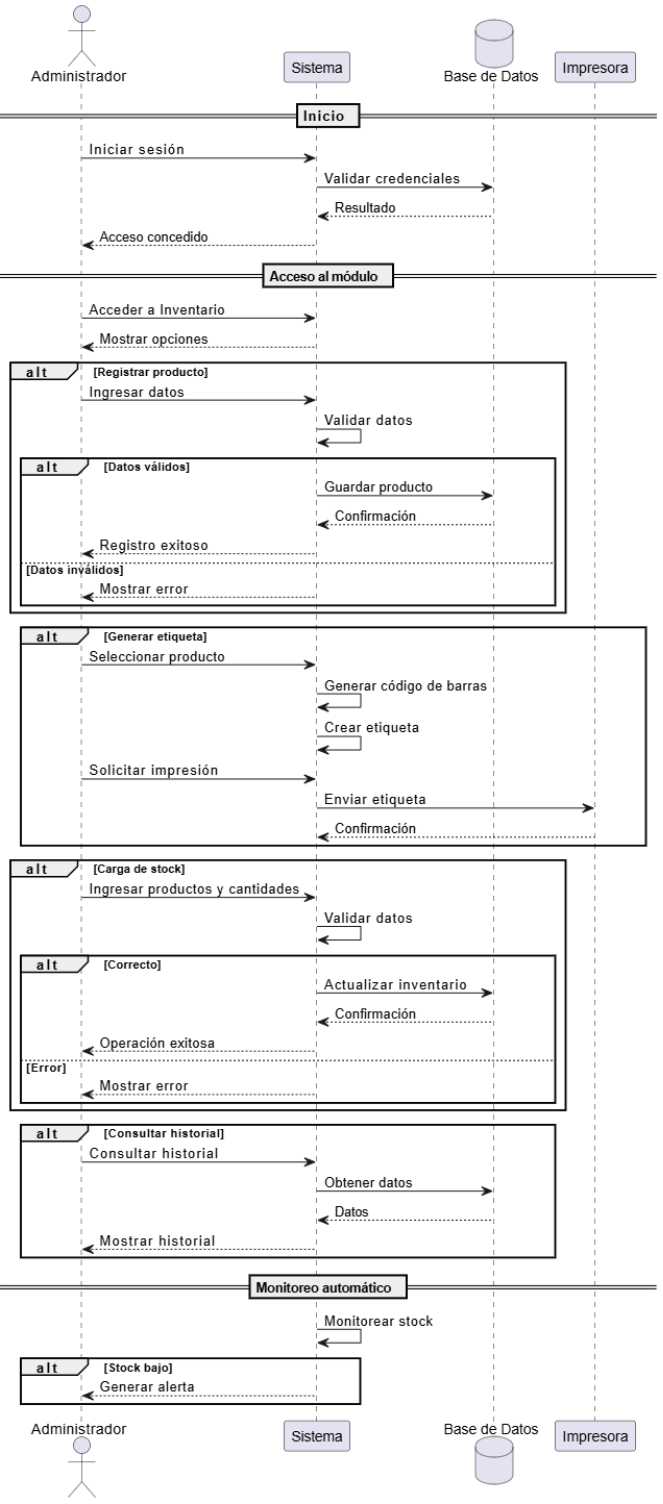 Administrador
Sistema
Base de Datos
Impresora
Inicio
Iniciar sesión
Validar credenciales
Resultado
Acceso concedido
Acceso al módulo
Acceder a Inventario
Mostrar opciones
alt [Registrar producto]
Ingresar datos
Validar datos
alt [Datos válidos]
Guardar producto
Confirmación
Registro exitoso
[Datos inválidos]
Mostrar error
alt [Generar etiqueta]
Seleccionar producto
Generar código de barras
Crear etiqueta
Solicitar impresión
Enviar etiqueta
Confirmación
alt [Carga de stock]
Ingresar productos y cantidades
Validar datos
alt [Correcto]
Actualizar inventario
Confirmación
Operación exitosa
[Error]
Mostrar error
alt [Consultar historial]
Consultar historial
Obtener datos
Datos
Mostrar historial
Monitoreo automático
Monitorear stock
alt [Stock bajo]
Generar alerta
Administrador
Sistema
Base de Datos
Impresora